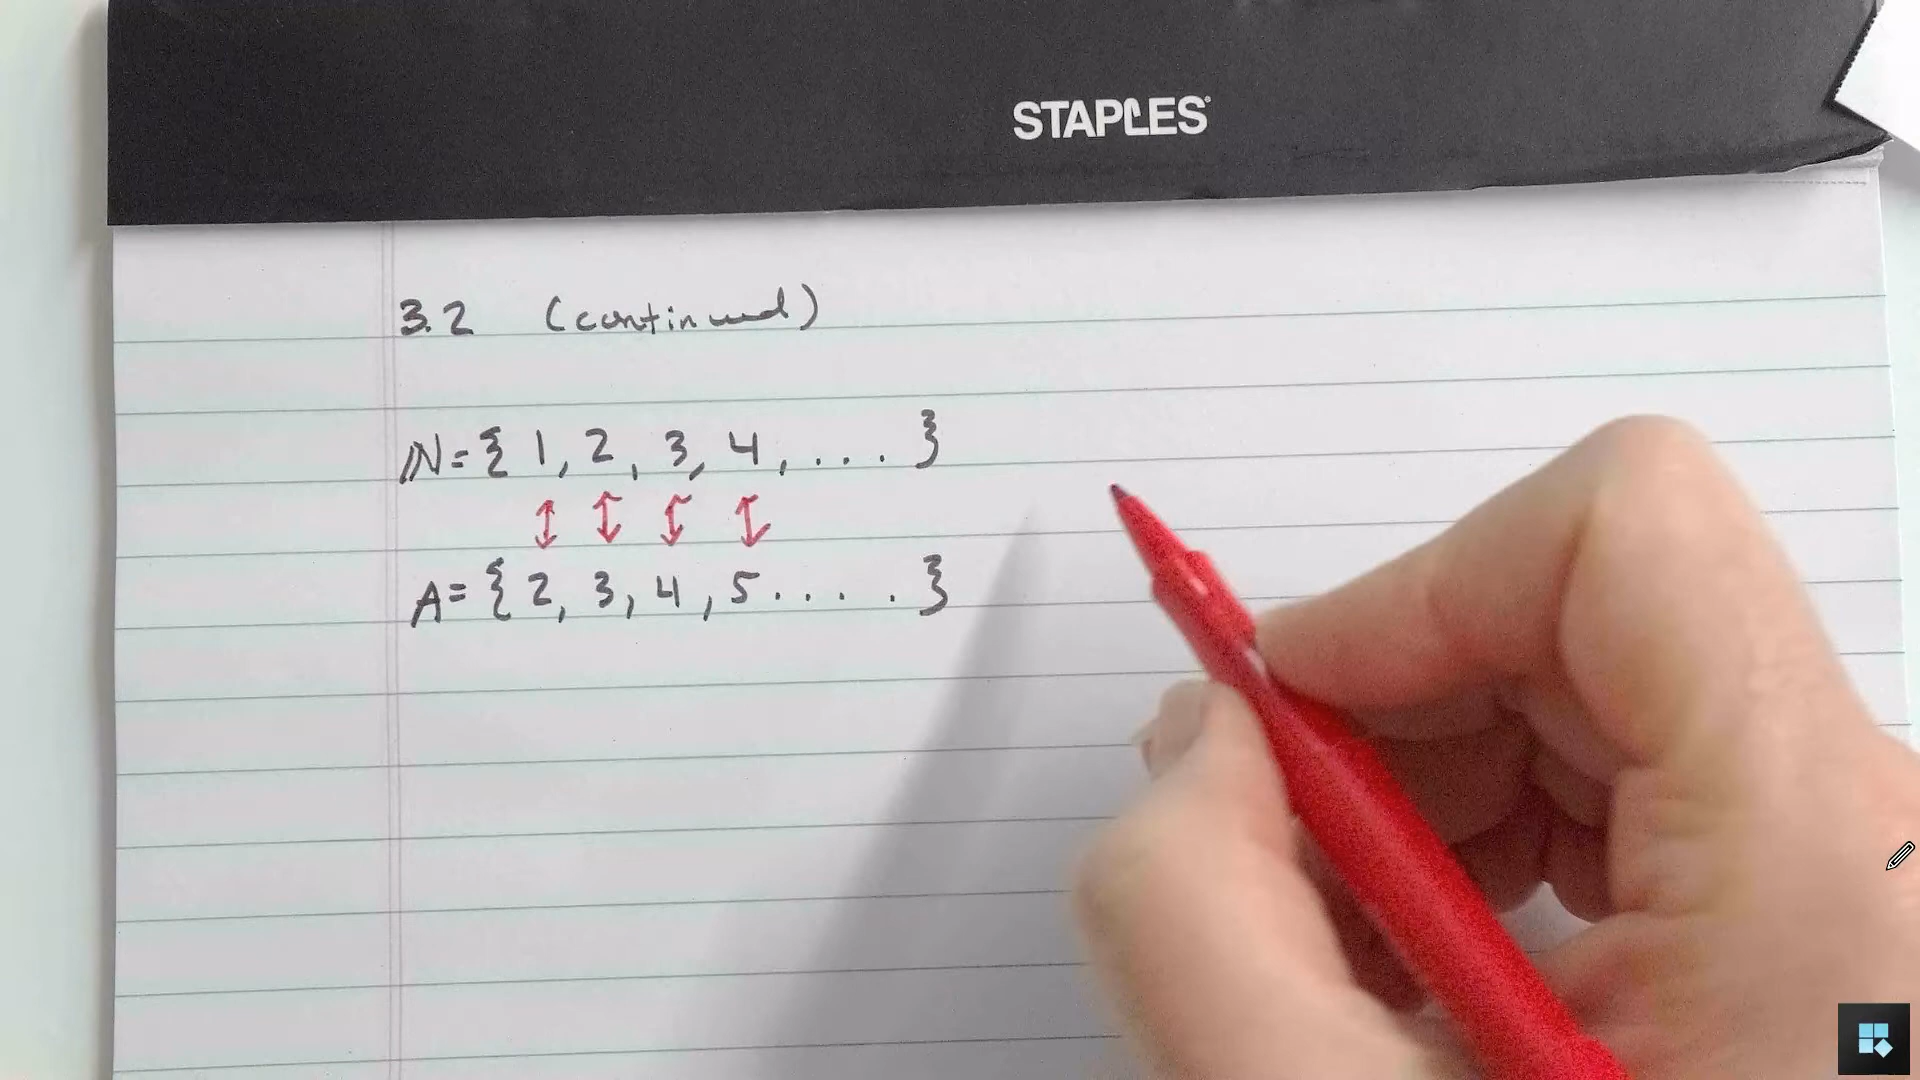 STAPLES
3.2 (continued)
ℕ = { 1, 2, 3, 4, . . . }
↕ ↕ ↕ ↕
A = { 2, 3, 4, 5 . . . . . }